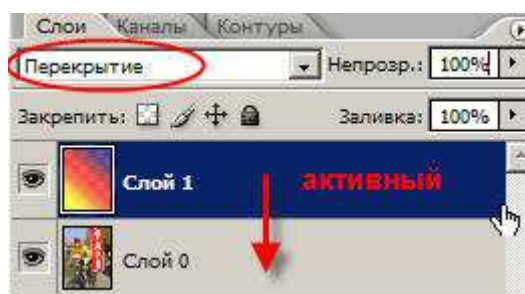 Слои Каналы Контуры
Перекрытие Непрозр.: 100%
Закрепить: Заливка: 100%
Слой 1 активный
Слой 0